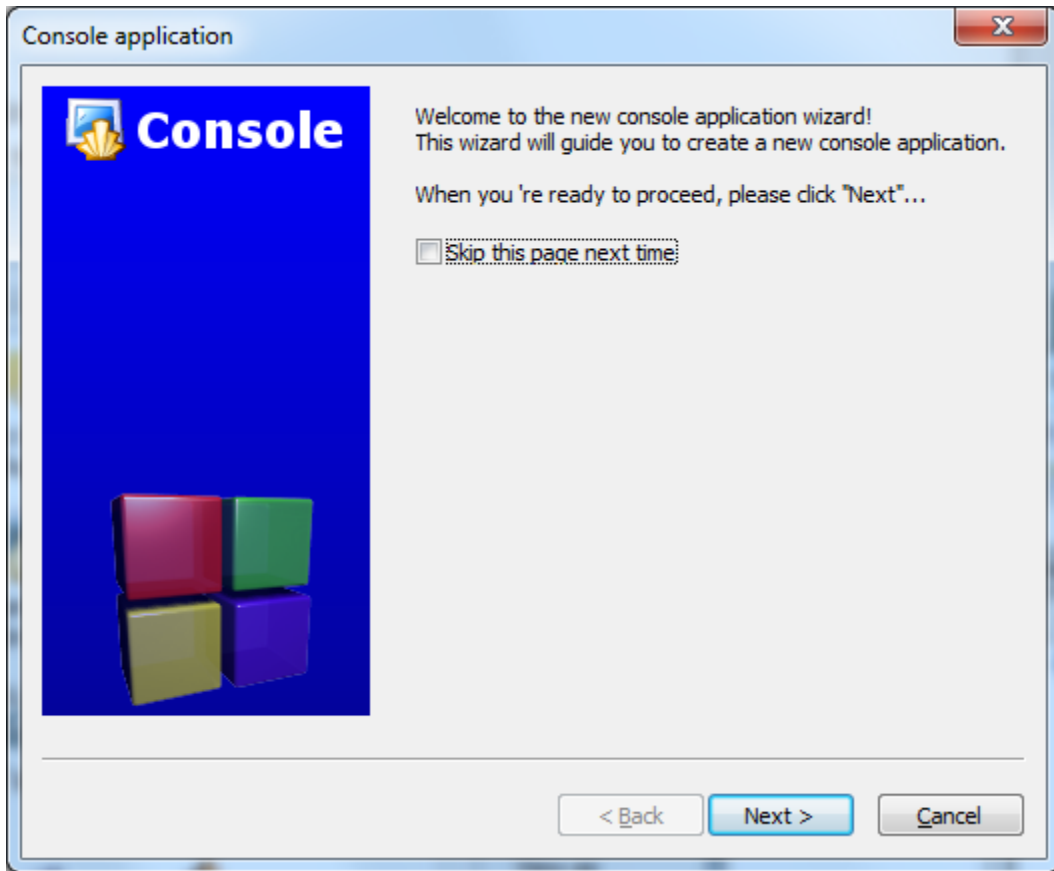 Console application
Console
Welcome to the new console application wizard!
This wizard will guide you to create a new console application.
When you 're ready to proceed, please click "Next"...
Skip this page next time
< Back
Next >
Cancel